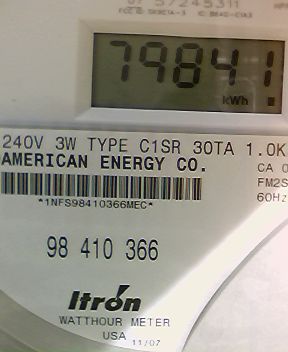 57245311
79841
kWh
240V 3W TYPE C1SR 30TA 1.0K
AMERICAN ENERGY CO.
CA 0
FM2S
60Hz
*1NFS98410366MEC*
98 410 366
Itron
WATTHOUR METER
USA 11/07